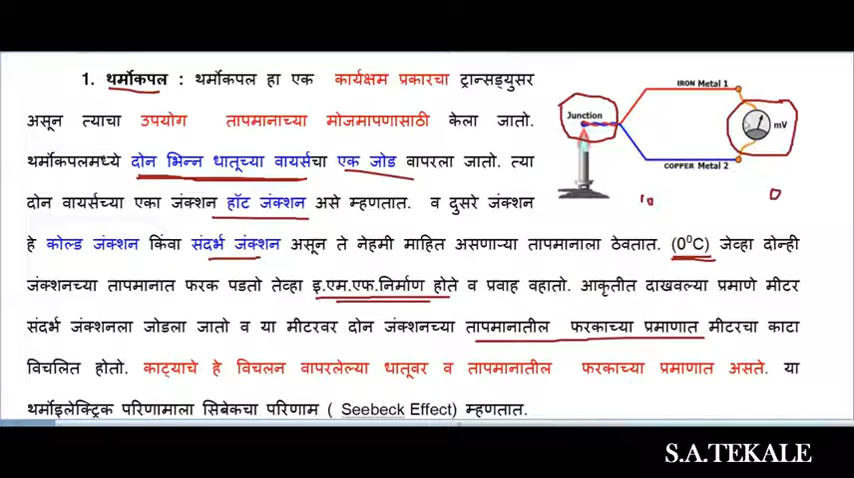 1. थर्मोकपल : थर्मोकपल हा एक कार्यक्षम प्रकारचा ट्रान्सड्युसर
असून त्याचा उपयोग तापमानाच्या मोजमापणासाठी केला जातो.
थर्मोकपलमध्ये दोन भिन्न धातूच्या वायर्सचा एक जोड वापरला जातो. त्या
दोन वायर्सच्या एका जंक्शन हॉट जंक्शन असे म्हणतात. व दुसरे जंक्शन
हे कोल्ड जंक्शन किंवा संदर्भ जंक्शन असून ते नेहमी माहित असणाऱ्या तापमानाला ठेवतात. (0⁰C) जेव्हा दोन्ही
जंक्शनच्या तापमानात फरक पडतो तेव्हा इ.एम.एफ.निर्माण होते व प्रवाह वहातो. आकृतीत दाखवल्या प्रमाणे मीटर
संदर्भ जंक्शनला जोडला जातो व या मीटरवर दोन जंक्शनच्या तापमानातील फरकाच्या प्रमाणात मीटरचा काटा
विचलित होतो. काट्याचे हे विचलन वापरलेल्या धातूवर व तापमानातील फरकाच्या प्रमाणात असते. या
थर्मोइलेक्ट्रिक परिणामाला सिबेकचा परिणाम ( Seebeck Effect) म्हणतात.
IRON Metal 1
Junction
mV
COPPER Metal 2
10
0
S.A.TEKALE